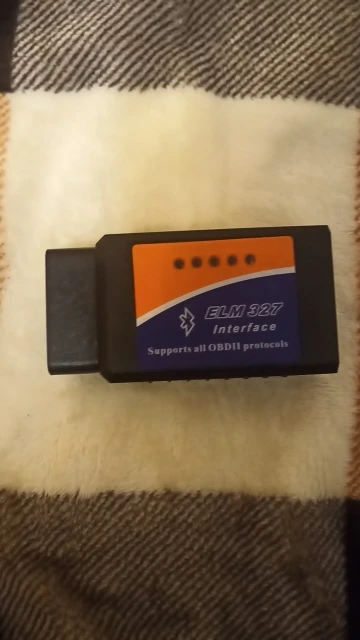 ELM 327
Interface
Supports all OBDII protocols